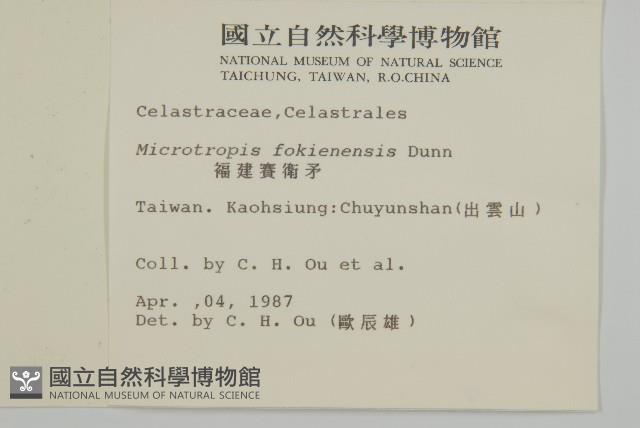 國立自然科學博物館
NATIONAL MUSEUM OF NATURAL SCIENCE
TAICHUNG, TAIWAN, R.O.CHINA
Celastraceae,Celastrales
Microtropis fokienensis Dunn
福建賽衛矛
Taiwan. Kaohsiung:Chuyunshan(出雲山)
Coll. by C. H. Ou et al.
Apr. ,04, 1987
Det. by C. H. Ou (歐辰雄)
國立自然科學博物館
NATIONAL MUSEUM OF NATURAL SCIENCE